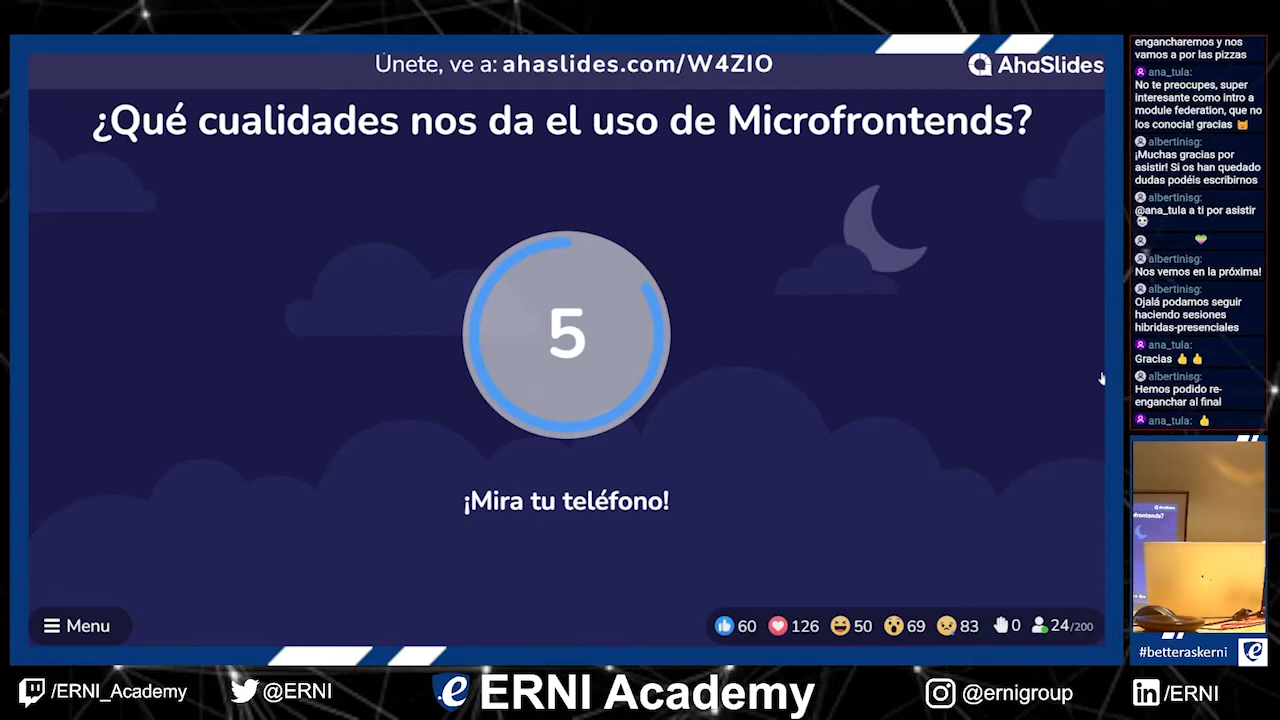 Únete, ve a: ahaslides.com/W4ZIO
AhaSlides
¿Qué cualidades nos da el uso de Microfrontends?
5
¡Mira tu teléfono!
Menu
60
126
50
69
83
0
24/200
engancharemos y nos
vamos a por las pizzas
ana_tula:
No te preocupes, super
interesante como intro a
module federation, que no
los conocia! gracias
albertinisg:
¡Muchas gracias por
asistir! Si os han quedado
dudas podéis escribirnos
albertinisg:
@ana_tula a ti por asistir
albertinisg:
Nos vemos en la próxima!
albertinisg:
Ojalá podamos seguir
haciendo sesiones
hibridas-presenciales
ana_tula:
Gracias
albertinisg:
Hemos podido re-
enganchar al final
ana_tula:
#betteraskerni
/ERNI_Academy
@ERNI
ERNI Academy
@ernigroup
/ERNI